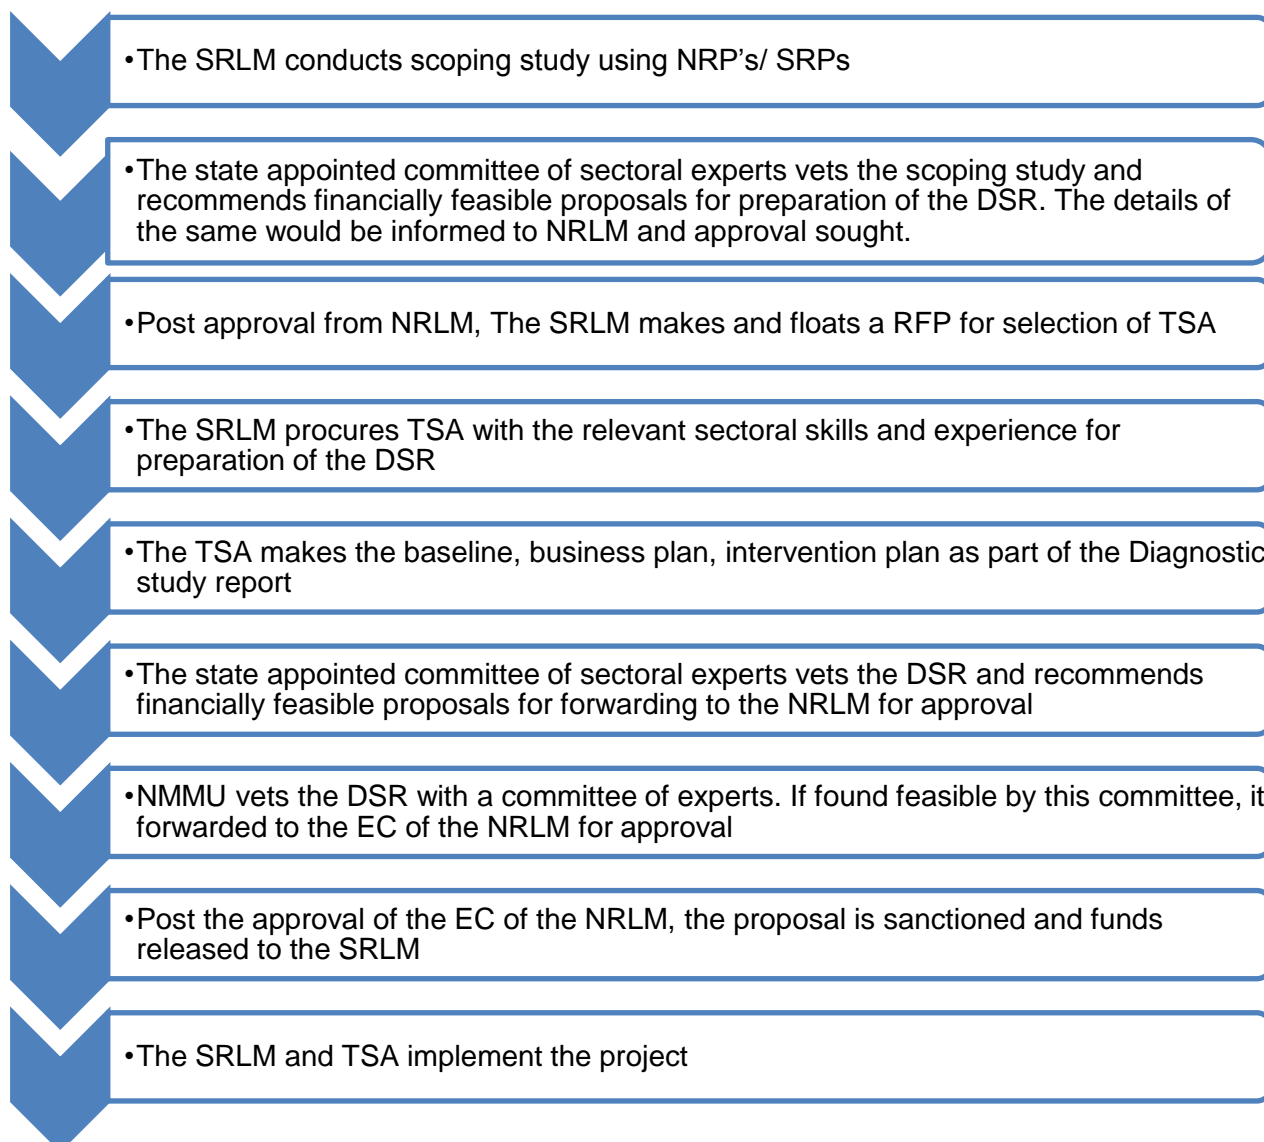 •The SRLM conducts scoping study using NRP's/ SRPs
•The state appointed committee of sectoral experts vets the scoping study and
recommends financially feasible proposals for preparation of the DSR. The details of
the same would be informed to NRLM and approval sought.
•Post approval from NRLM, The SRLM makes and floats a RFP for selection of TSA
•The SRLM procures TSA with the relevant sectoral skills and experience for
preparation of the DSR
•The TSA makes the baseline, business plan, intervention plan as part of the Diagnostic
study report
•The state appointed committee of sectoral experts vets the DSR and recommends
financially feasible proposals for forwarding to the NRLM for approval
•NMMU vets the DSR with a committee of experts. If found feasible by this committee, it
forwarded to the EC of the NRLM for approval
•Post the approval of the EC of the NRLM, the proposal is sanctioned and funds
released to the SRLM
•The SRLM and TSA implement the project